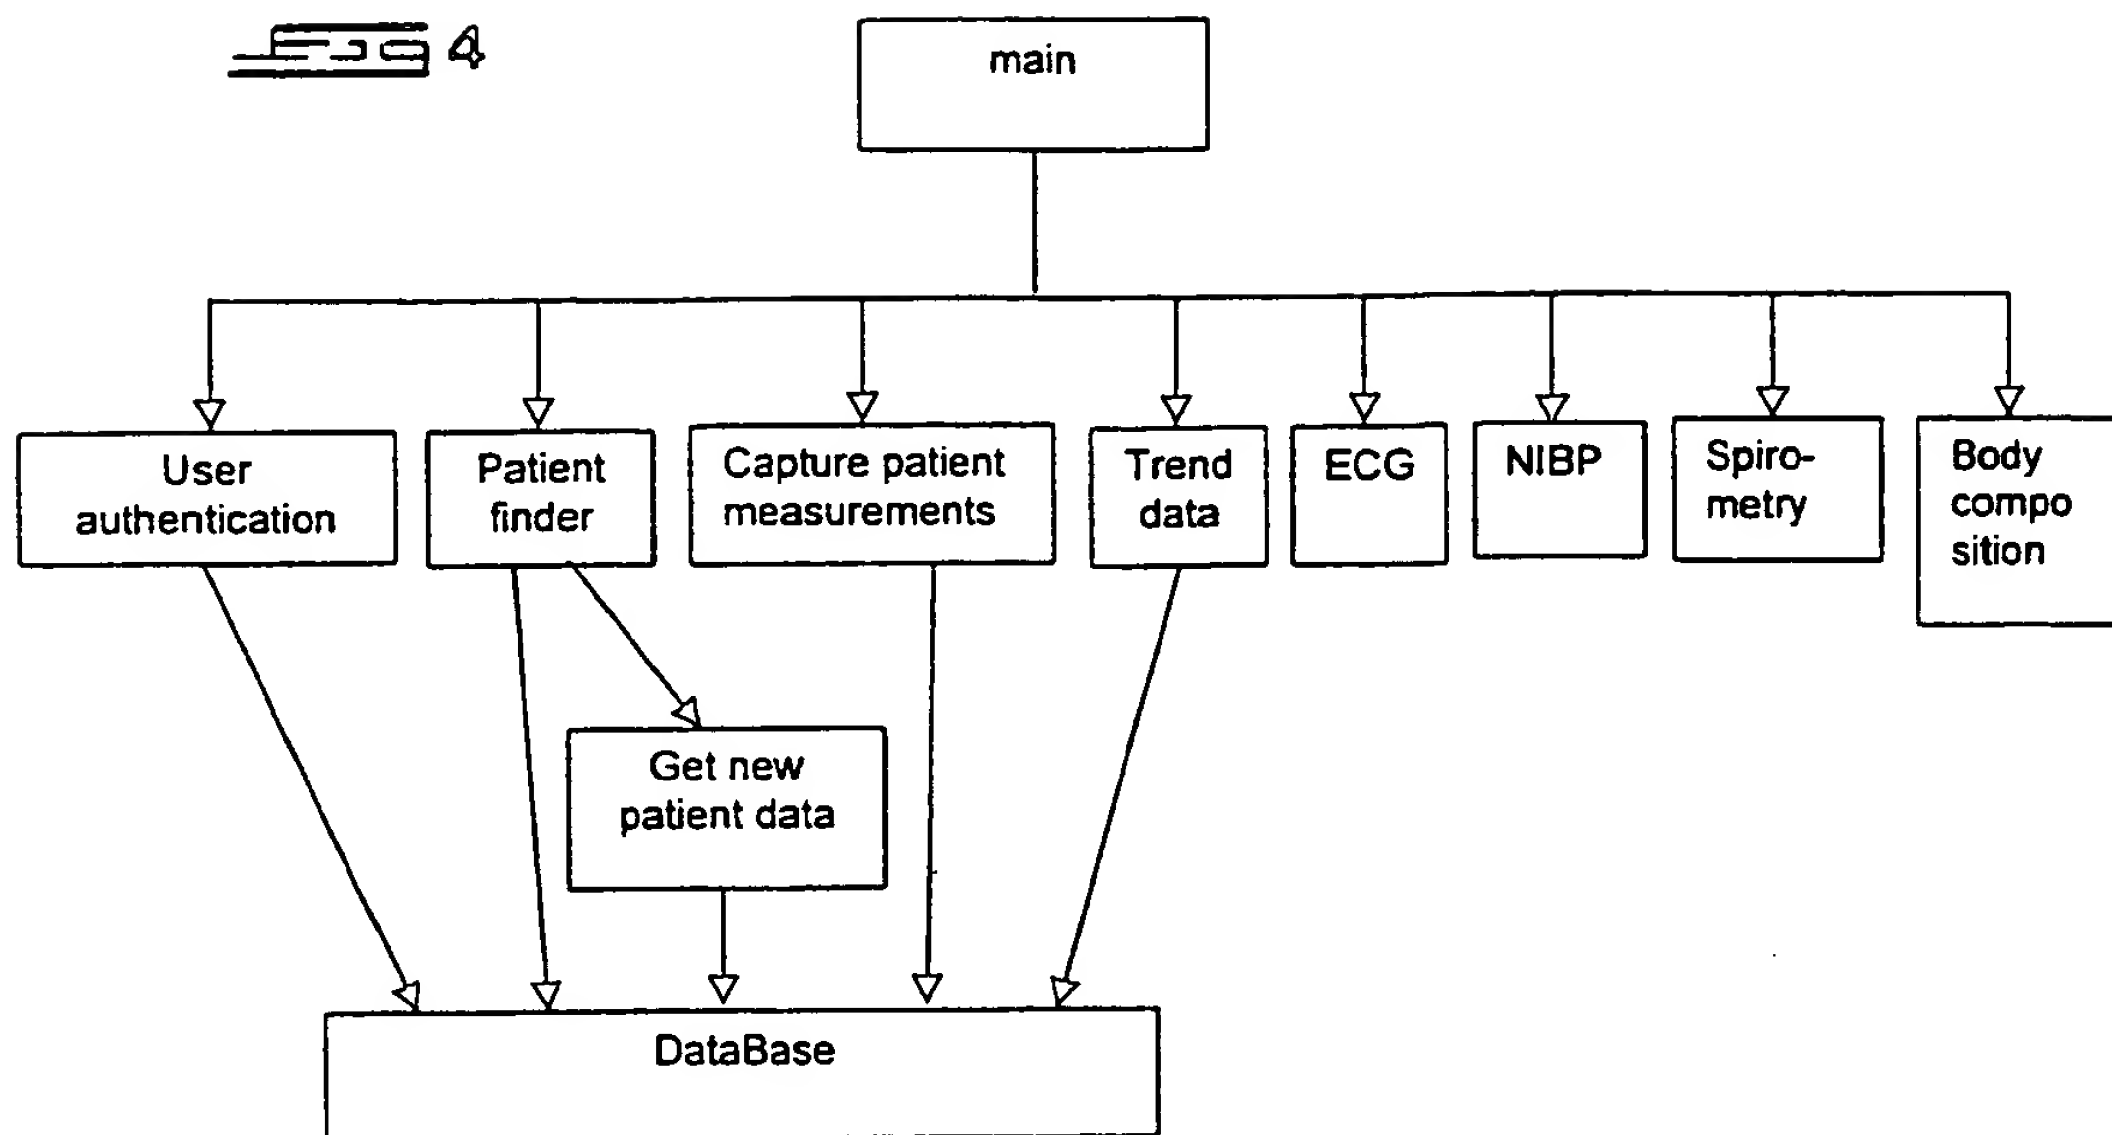 FIG 4
main
User
authentication
Patient
finder
Capture patient
measurements
Trend
data
ECG
NIBP
Spiro-
metry
Body
compo
sition
Get new
patient data
DataBase